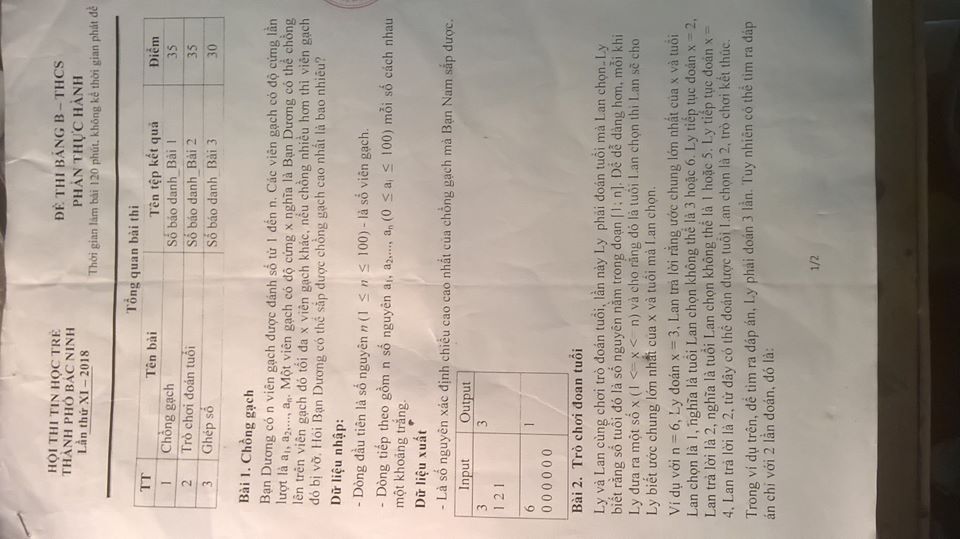 HỘI THI TIN HỌC TRẺ
THÀNH PHỐ BẮC NINH
Lần thứ XI – 2018
ĐỀ THI BẢNG B – THCS
PHẦN THỰC HÀNH
Thời gian làm bài 120 phút, không kể thời gian phát đề
Tổng quan bài thi
TT Tên bài Tên tệp kết quả Điểm
1 Chồng gạch Số báo danh_Bài 1 35
2 Trò chơi đoán tuổi Số báo danh_Bài 2 35
3 Ghép số Số báo danh_Bài 3 30
Bài 1. Chồng gạch
Bạn Dương có n viên gạch được đánh số từ 1 đến n. Các viên gạch có độ cứng lần
lượt là a₁, a₂,..., aₙ. Một viên gạch có độ cứng x nghĩa là Bạn Dương có thể chồng
lên trên viên gạch đó tối đa x viên gạch khác, nếu chồng nhiều hơn thì viên gạch
đó bị vỡ. Hỏi Bạn Dương có thể sắp được chồng gạch cao nhất là bao nhiêu?
Dữ liệu nhập:
- Dòng đầu tiên là số nguyên n (1 ≤ n ≤ 100) - là số viên gạch.
- Dòng tiếp theo gồm n số nguyên a₁, a₂,..., aₙ (0 ≤ aᵢ ≤ 100) mỗi số cách nhau
một khoảng trắng.
Dữ liệu xuất
- Là số nguyên xác định chiều cao cao nhất của chồng gạch mà Bạn Nam sắp được.
Input Output
3 3
1 2 1
6 1
0 0 0 0 0 0
Bài 2. Trò chơi đoan tuổi
Ly và Lan cùng chơi trò đoán tuổi, lần này Ly phải đoán tuổi mà Lan chọn. Ly
biết rằng số tuổi đó là số nguyên nằm trong đoạn [1; n]. Để dễ dàng hơn, mỗi khi
Ly đưa ra một số x (1 <= x <= n) và cho rằng đó là tuổi Lan chọn thì Lan sẽ cho
Ly biết ước chung lớn nhất của x và tuổi mà Lan chọn.
Ví dụ với n = 6, Ly đoán x = 3, Lan trả lời rằng ước chung lớn nhất của x và tuổi
Lan chọn là 1, nghĩa là tuổi Lan chọn không thể là 3 hoặc 6. Ly tiếp tục đoán x = 2,
Lan trả lời là 2, nghĩa là tuổi Lan chọn không thể là 1 hoặc 5. Ly tiếp tục đoán x =
4, Lan trả lời là 2, từ đây có thể đoán được tuổi Lan chọn là 2, trò chơi kết thúc.
Trong ví dụ trên, để tìm ra đáp án, Ly phải đoán 3 lần. Tuy nhiên có thể tìm ra đáp
án chỉ với 2 lần đoán, đó là:
1/2